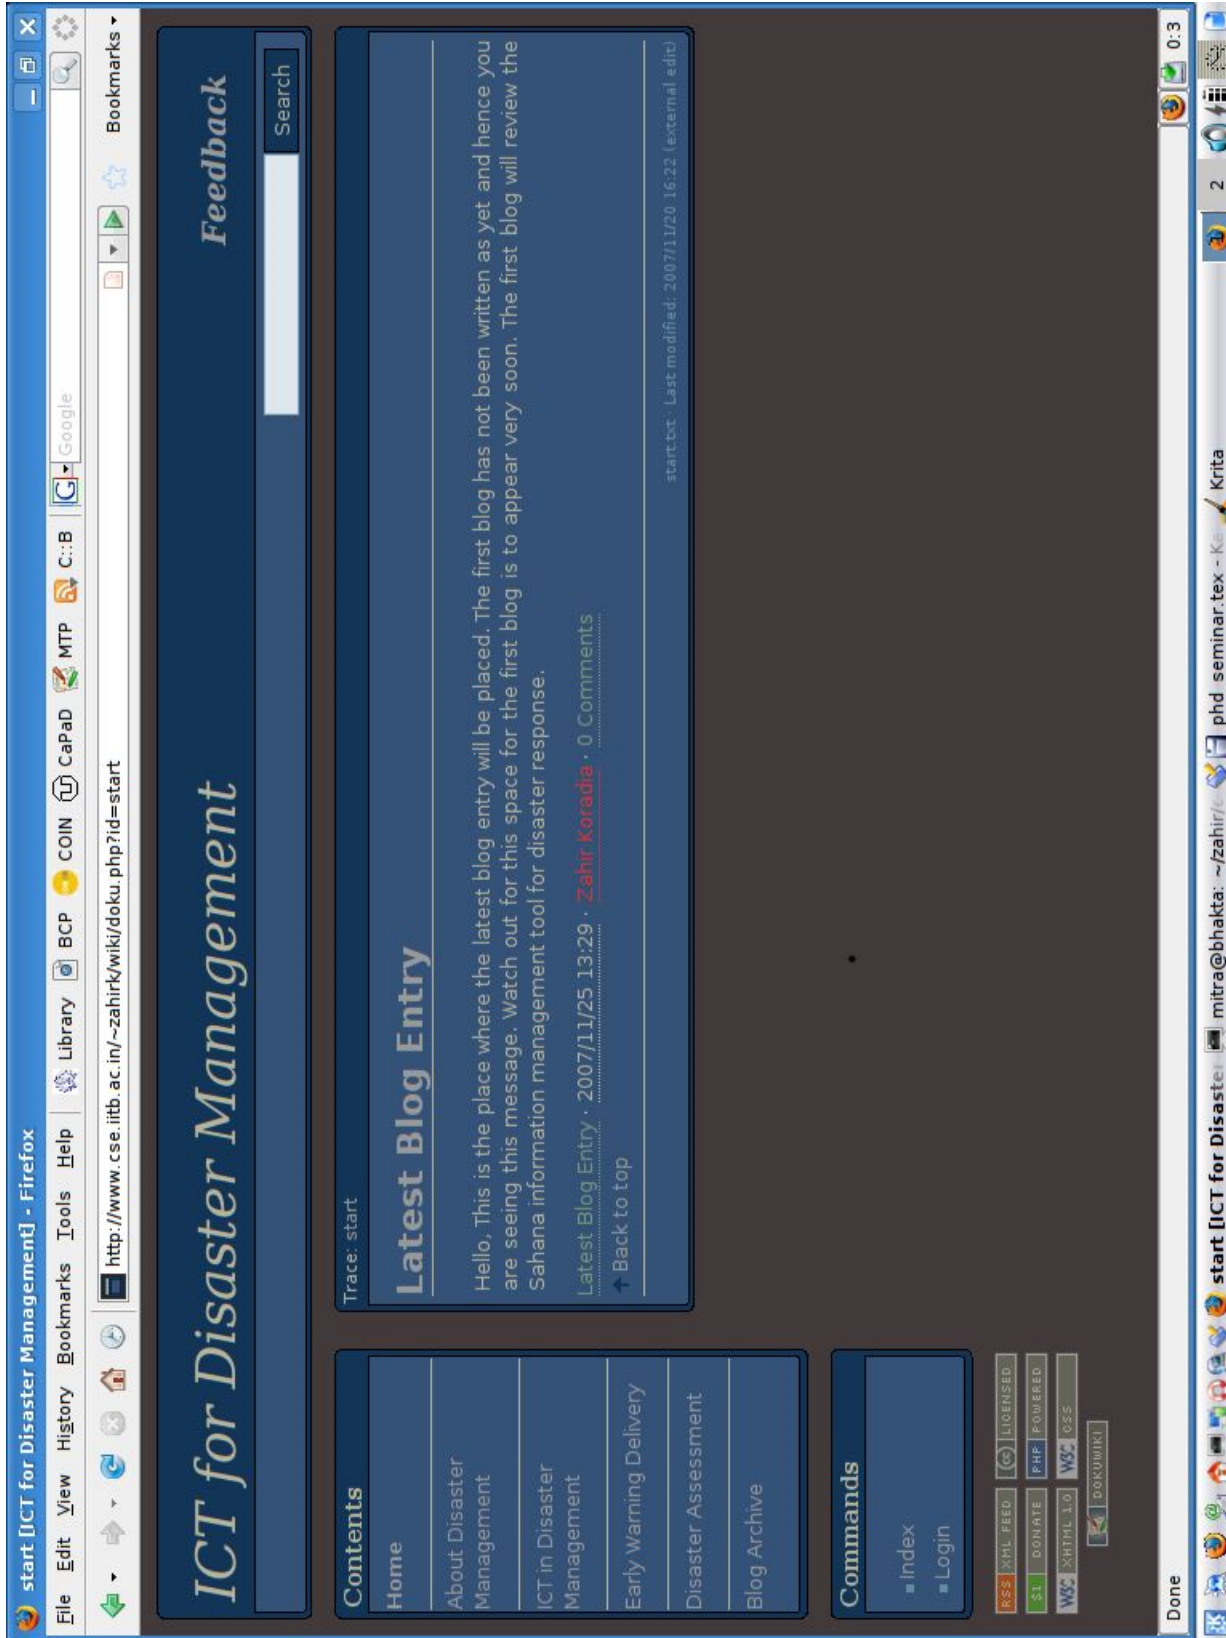 start [ICT for Disaster Management] - Firefox
File Edit View History Bookmarks Tools Help Library BCP COIN CaPaD MTP C::B Google
http://www.cse.iitb.ac.in/~zahirk/wiki/doku.php?id=start Bookmarks
ICT for Disaster Management Feedback
Search
Contents
Home
About Disaster
Management
ICT in Disaster
Management
Early Warning Delivery
Disaster Assessment
Blog Archive
Commands
Index
Login
RSS XML FEED (cc) LICENSED
$1 DONATE PHP POWERED
W3C XHTML 1.0 W3C CSS
DOKUWIKI
Trace: start
Latest Blog Entry
Hello, This is the place where the latest blog entry will be placed. The first blog has not been written as yet and hence you
are seeing this message. Watch out for this space for the first blog is to appear very soon. The first blog will review the
Sahana information management tool for disaster response.
Latest Blog Entry · 2007/11/25 13:29 · Zahir Koradia · 0 Comments
Back to top
start.txt · Last modified: 2007/11/20 16:22 (external edit)
Done 0:3
start [ICT for Disaster mitra@bhakta: ~/zahir/ phd_seminar.tex - Ka Krita 2